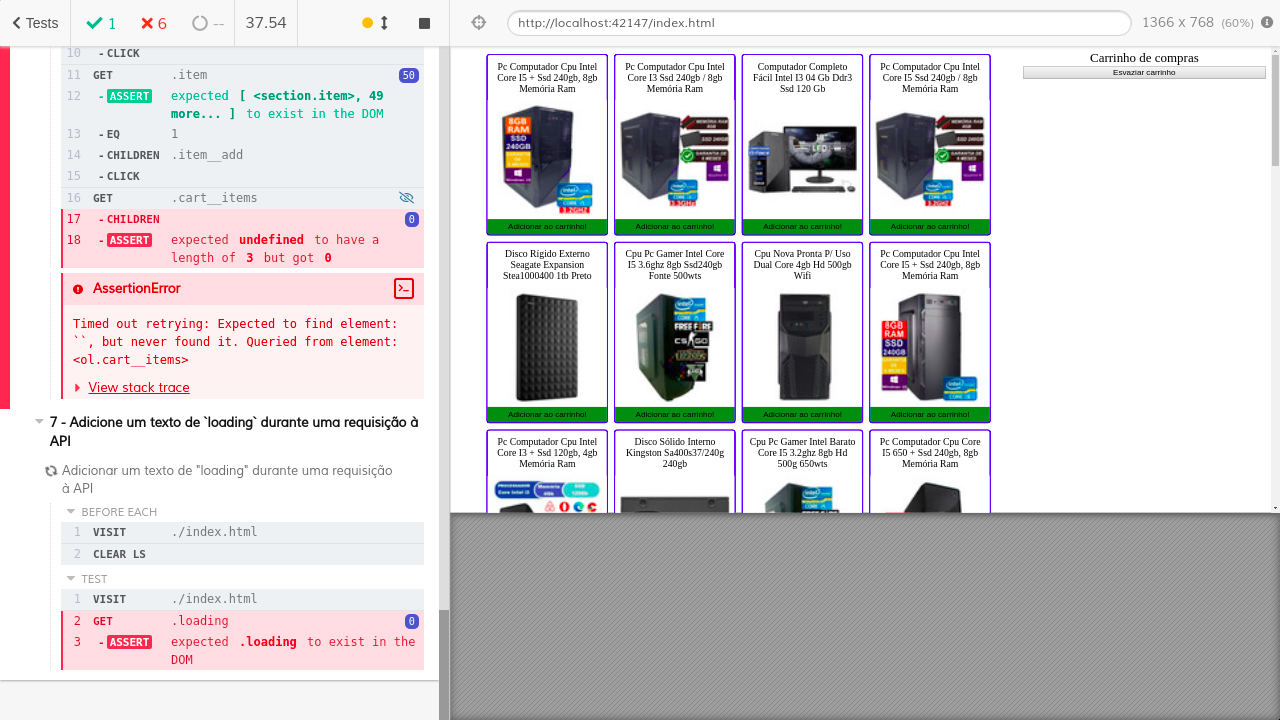 Tests
1
6
--
37.54
http://localhost:42147/index.html
1366 x 768 (60%)
10 - CLICK
11 GET .item 50
12 - ASSERT expected [ <section.item>, 49
more... ] to exist in the DOM
13 - EQ 1
14 - CHILDREN .item__add
15 - CLICK
16 GET .cart__items
17 - CHILDREN 0
18 - ASSERT expected undefined to have a
length of 3 but got 0
AssertionError
Timed out retrying: Expected to find element:
``, but never found it. Queried from element:
<ol.cart__items>
View stack trace
7 - Adicione um texto de `loading` durante uma requisição à
API
Adicionar um texto de "loading" durante uma requisição
à API
BEFORE EACH
1 VISIT ./index.html
2 CLEAR LS
TEST
1 VISIT ./index.html
2 GET .loading 0
3 - ASSERT expected .loading to exist in the
DOM
Pc Computador Cpu Intel
Core I5 + Ssd 240gb, 8gb
Memória Ram
8GB
RAM
SSD
240GB
Adicionar ao carrinho!
Pc Computador Cpu Intel
Core I3 Ssd 240gb / 8gb
Memória Ram
Adicionar ao carrinho!
Computador Completo
Fácil Intel I3 04 Gb Ddr3
Ssd 120 Gb
Adicionar ao carrinho!
Pc Computador Cpu Intel
Core I5 Ssd 240gb / 8gb
Memória Ram
Adicionar ao carrinho!
Carrinho de compras
Esvaziar carrinho
Disco Rígido Externo
Seagate Expansion
Stea1000400 1tb Preto
Adicionar ao carrinho!
Cpu Pc Gamer Intel Core
I5 3.6ghz 8gb Ssd240gb
Fonte 500wts
FREE FIRE
CS GO
Adicionar ao carrinho!
Cpu Nova Pronta P/ Uso
Dual Core 4gb Hd 500gb
Wifi
Adicionar ao carrinho!
Pc Computador Cpu Intel
Core I5 + Ssd 240gb, 8gb
Memória Ram
8GB
RAM
SSD
240GB
Adicionar ao carrinho!
Pc Computador Cpu Intel
Core I3 + Ssd 120gb, 4gb
Memória Ram
Disco Sólido Interno
Kingston Sa400s37/240g
240gb
Cpu Pc Gamer Intel Barato
Core I5 3.2ghz 8gb Hd
500g 650wts
Pc Computador Cpu Core
I5 650 + Ssd 240gb, 8gb
Memória Ram